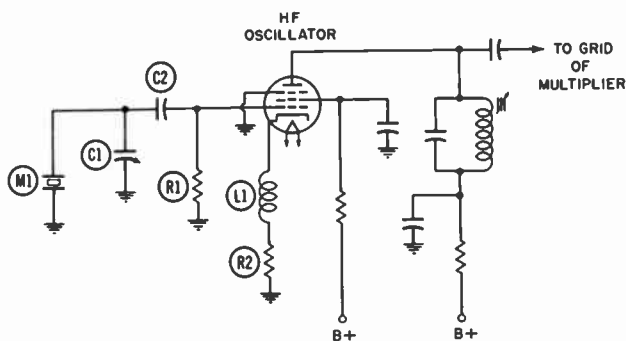 HF
OSCILLATOR
C2
TO GRID
OF
MULTIPLIER
C1
M1
R1
L1
R2
B+
B+